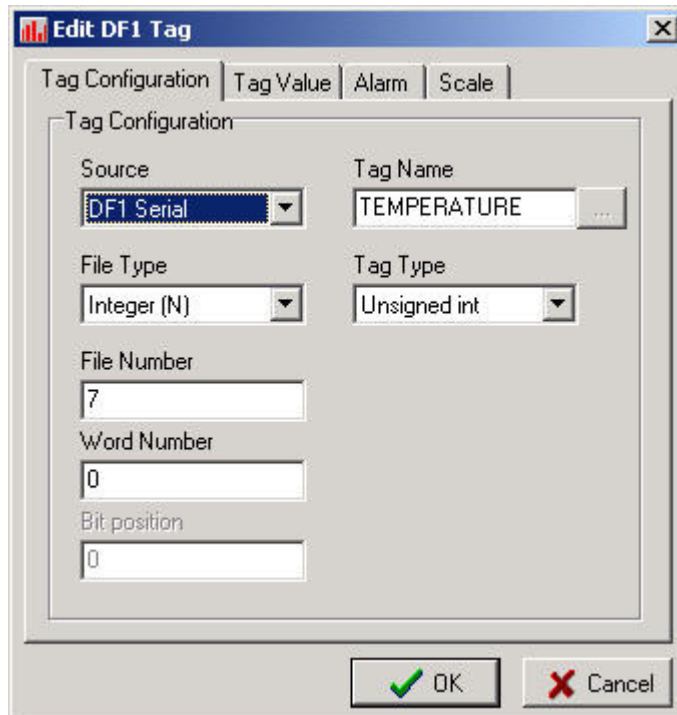 Edit DF1 Tag
Tag Configuration Tag Value Alarm Scale
Tag Configuration
Source Tag Name
DF1 Serial TEMPERATURE ...
File Type Tag Type
Integer (N) Unsigned int
File Number
7
Word Number
0
Bit position
0
OK Cancel